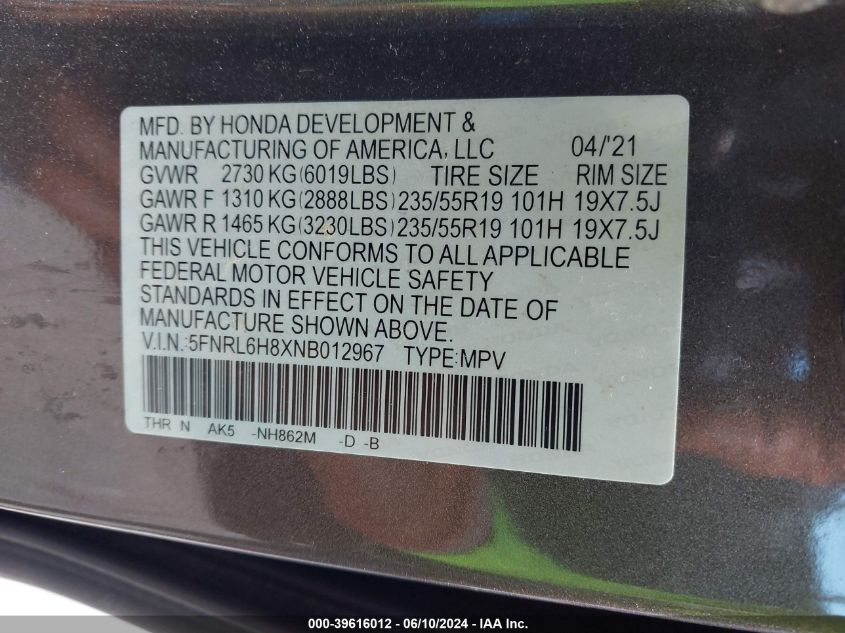 MFD. BY HONDA DEVELOPMENT &
MANUFACTURING OF AMERICA, LLC 04/'21
GVWR 2730 KG(6019LBS) TIRE SIZE RIM SIZE
GAWR F 1310 KG(2888LBS) 235/55R19 101H 19X7.5J
GAWR R 1465 KG(3230LBS) 235/55R19 101H 19X7.5J
THIS VEHICLE CONFORMS TO ALL APPLICABLE
FEDERAL MOTOR VEHICLE SAFETY
STANDARDS IN EFFECT ON THE DATE OF
MANUFACTURE SHOWN ABOVE.
V.I.N.:5FNRL6H8XNB012967 TYPE:MPV
THR N AK5 -NH862M -D -B
000-39616012 - 06/10/2024 - IAA Inc.